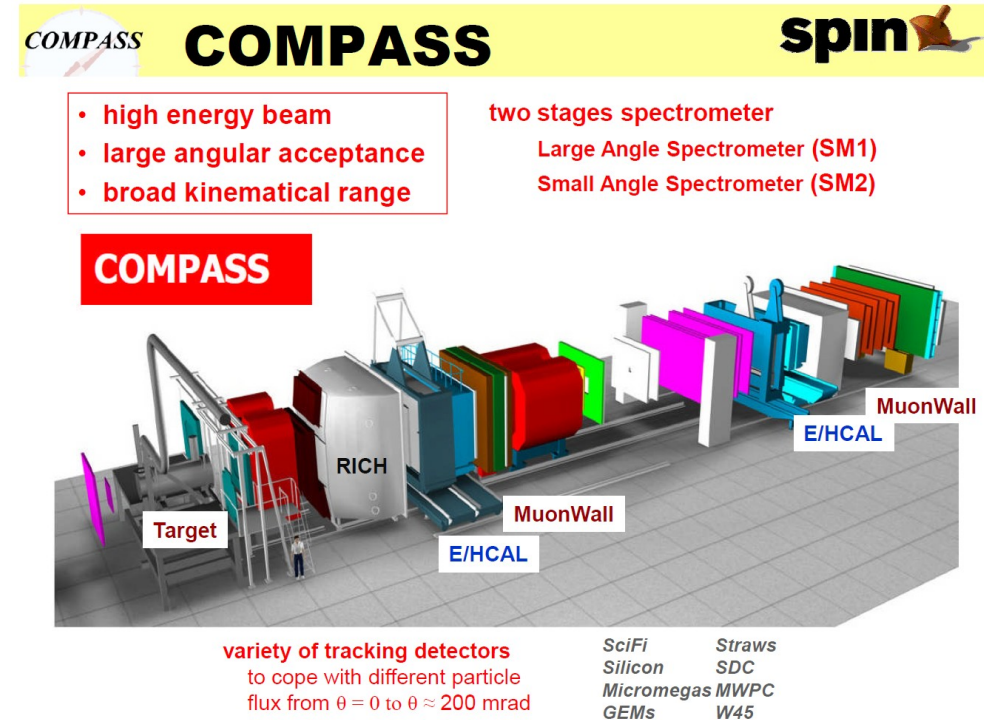 COMPASS
COMPASS
spin
• high energy beam
• large angular acceptance
• broad kinematical range
two stages spectrometer
Large Angle Spectrometer (SM1)
Small Angle Spectrometer (SM2)
COMPASS
RICH
Target
MuonWall
E/HCAL
MuonWall
E/HCAL
variety of tracking detectors
to cope with different particle
flux from θ = 0 to θ ≈ 200 mrad
SciFi Straws
Silicon SDC
Micromegas MWPC
GEMs W45